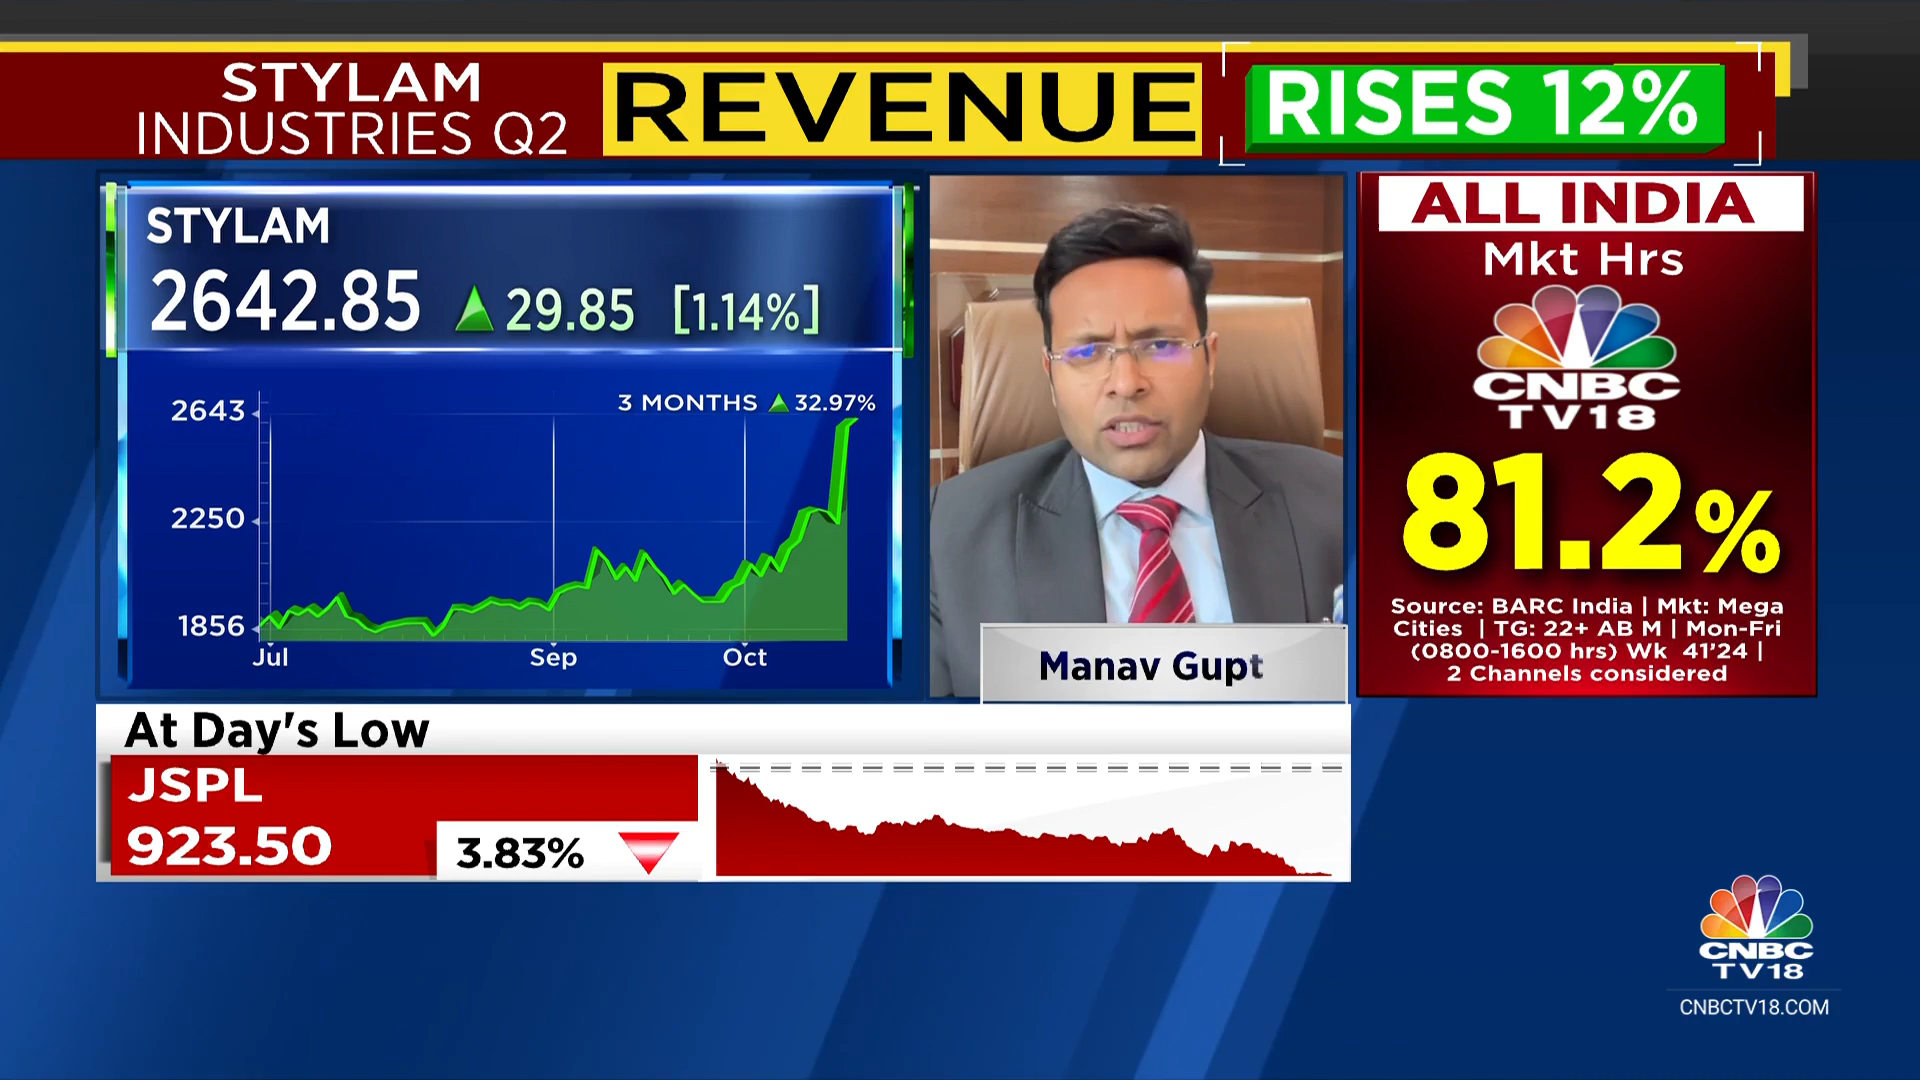 STYLAM
INDUSTRIES Q2
REVENUE
RISES 12%
STYLAM
2642.85 29.85 [1.14%]
3 MONTHS 32.97%
2643
2250
1856
Jul Sep Oct
Manav Gupt
ALL INDIA
Mkt Hrs
CNBC
TV18
81.2%
Source: BARC India | Mkt: Mega
Cities | TG: 22+ AB M | Mon-Fri
(0800-1600 hrs) Wk 41'24 |
2 Channels considered
At Day's Low
JSPL
923.50
3.83%
CNBC
TV18
CNBCTV18.COM